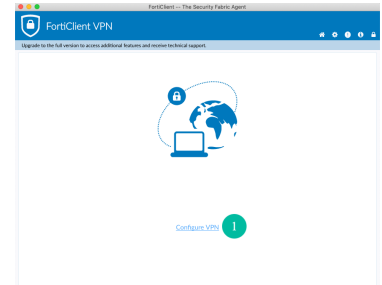 FortiClient -- The Security Fabric Agent
FortiClient VPN
Upgrade to the full version to access additional features and receive technical support.
Configure VPN 1